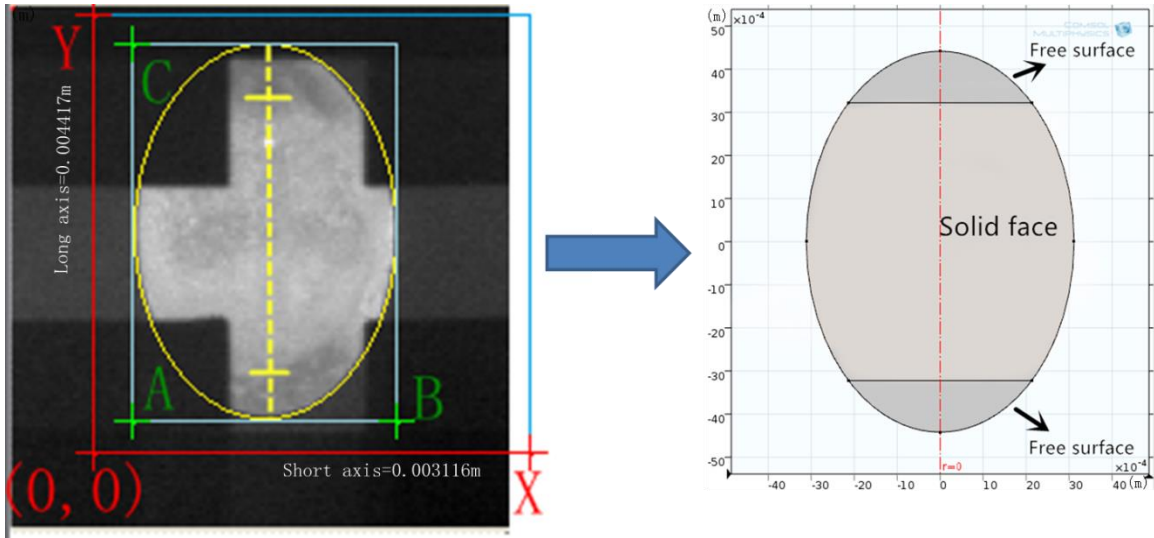 (m)
Y
C
Long axis=0.004417m
A
B
Short axis=0.003116m
(0, 0)
X
(m) ×10-4
COMSOL
MULTIPHYSICS
Free surface
Solid face
Free surface
50
40
30
20
10
0
-10
-20
-30
-40
-50
r=0
×10-4
-40 -30 -20 -10 0 10 20 30 40 (m)